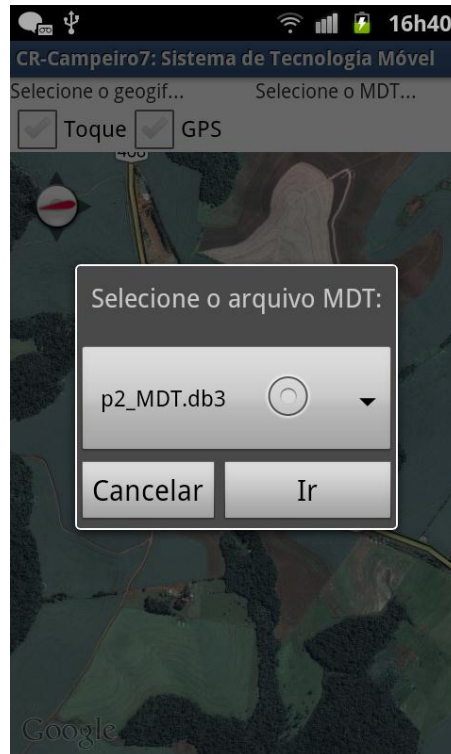 16h40
CR-Campeiro7: Sistema de Tecnologia Móvel
Selecione o geogif... Selecione o MDT...
Toque GPS
468
Selecione o arquivo MDT:
p2_MDT.db3
Cancelar Ir
Google